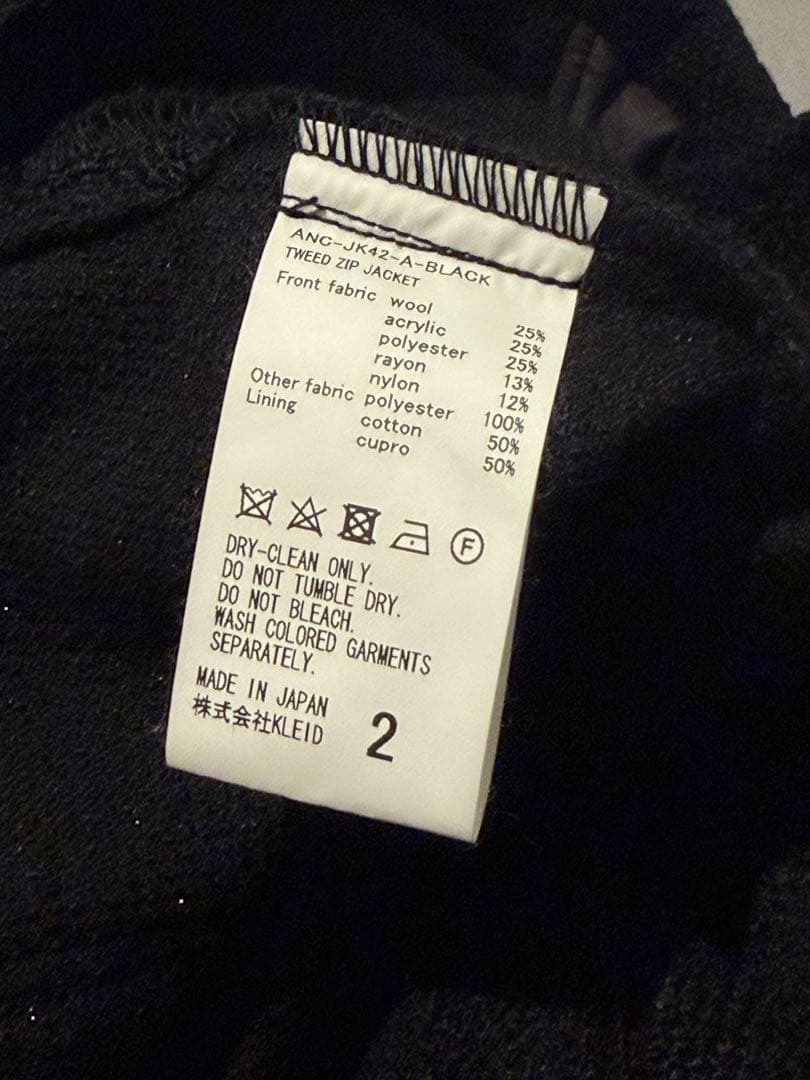 ANC-JK42-A-BLACK
TWEED ZIP JACKET
Front fabric wool 25%
acrylic 25%
polyester 25%
rayon 13%
nylon 12%
Other fabric polyester 100%
Lining cotton 50%
cupro 50%
F
DRY-CLEAN ONLY.
DO NOT TUMBLE DRY.
DO NOT BLEACH.
WASH COLORED GARMENTS
SEPARATELY.
MADE IN JAPAN
株式会社KLEID
2